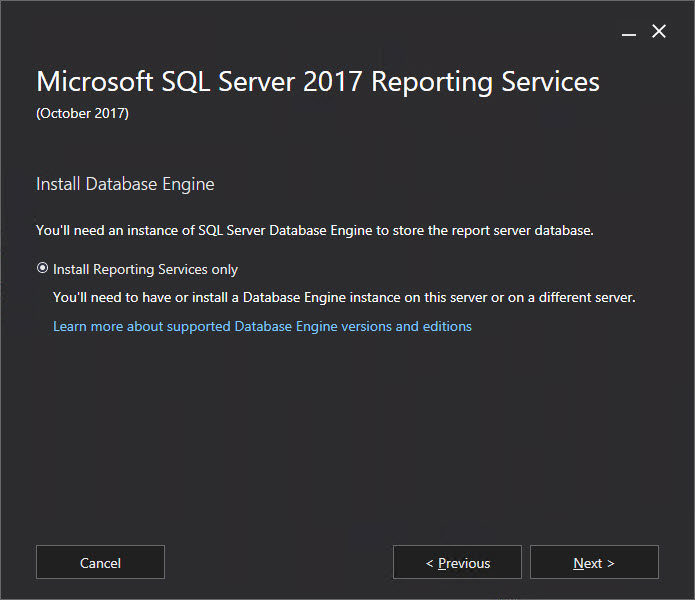 Microsoft SQL Server 2017 Reporting Services
(October 2017)
Install Database Engine
You'll need an instance of SQL Server Database Engine to store the report server database.
Install Reporting Services only
You'll need to have or install a Database Engine instance on this server or on a different server.
Learn more about supported Database Engine versions and editions
Cancel
< Previous
Next >